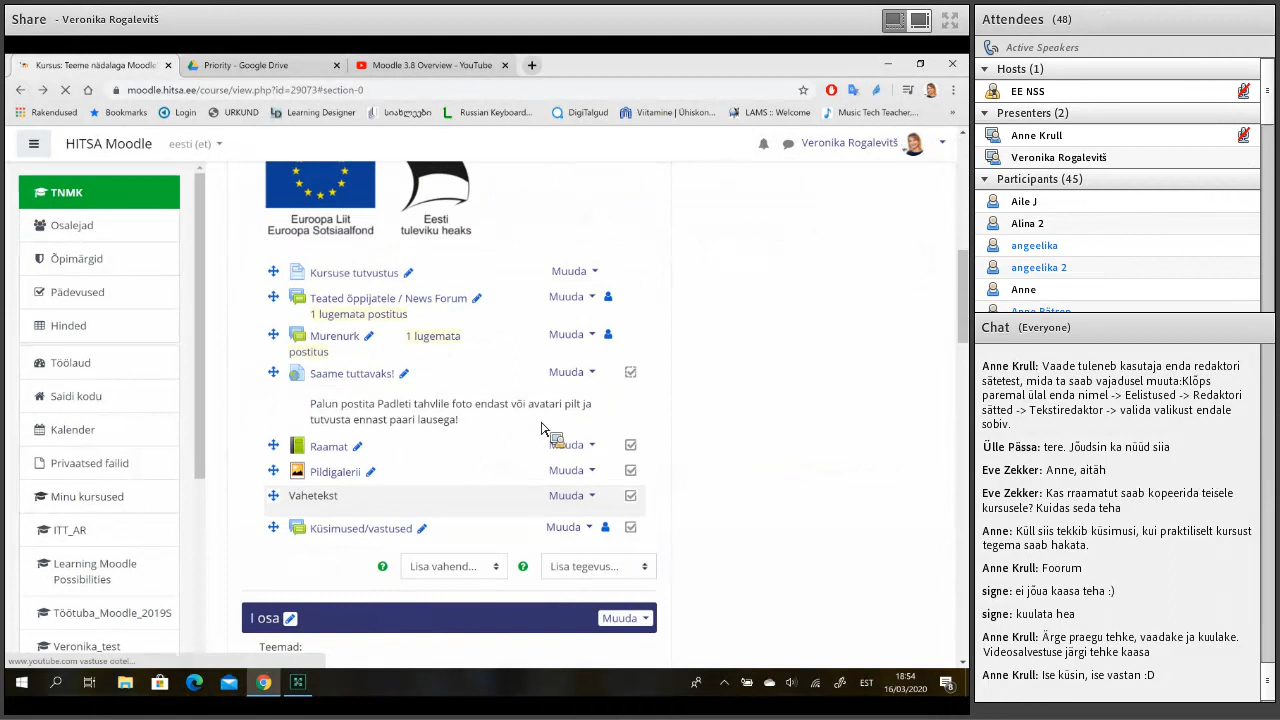 Share - Veronika Rogalevitš
Attendees (48)
Active Speakers
Hosts (1)
EE NSS
Presenters (2)
Anne Krull
Veronika Rogalevitš
Participants (45)
Aile J
Alina 2
angeelika
angeelika 2
Anne
Anne Rätsep
Chat (Everyone)
Anne Krull: Vaade tuleneb kasutaja enda redaktori
sätetest, mida ta saab vajadusel muuta:Klõps
paremal ülal enda nimel -> Eelistused -> Redaktori
sätted -> Tekstiredaktor -> valida valikust endale
sobiv.
Ülle Pässa: tere. Jõudsin ka nüüd siia
Eve Zekker: Anne, aitäh
Eve Zekker: Kas rraamatut saab kopeerida teisele
kursusele? Kuidas seda teha
Anne: Küll siis tekkib küsimusi, kui praktiliselt kursust
tegema saab hakata.
Anne Krull: Foorum
signe: ei jõua kaasa teha :)
signe: kuulata hea
Anne Krull: Ärge praegu tehke, vaadake ja kuulake.
Videosalvestuse järgi tehke kaasa
Anne Krull: Ise küsin, ise vastan :D
Kursus: Teeme nädalaga Moodle'
Priority - Google Drive
Moodle 3.8 Overview - YouTube
moodle.hitsa.ee/course/view.php?id=29073#section-0
Rakendused
Bookmarks
Login
URKUND
Learning Designer
სახლეულები
Russian Keyboard...
DigiTalgud
Viitamine | Ühiskon...
LAMS :: Demo
Music Tech Teacher,...
HITSA Moodle
eesti (et)
Veronika Rogalevitš
TNMK
Osalejad
Õpimärgid
Pädevused
Hinded
Töölaud
Saidi kodu
Kalender
Privaatsed failid
Minu kursused
ITT_AR
Learning Moodle
Possibilities
Töötuba_Moodle_2019S
Veronika_test
Euroopa Liit
Euroopa Sotsiaalfond
Eesti
tuleviku heaks
Kursuse tutvustus
Muuda
Teated õppijatele / News Forum
Muuda
1 lugemata postitus
Murenurk
1 lugemata
postitus
Muuda
Saame tuttavaks!
Muuda
Palun postita Padleti tahvlile foto endast või avatari pilt ja
tutvusta ennast paari lausega!
Raamat
Muuda
Pildigalerii
Muuda
Vahetekst
Muuda
Küsimused/vastused
Muuda
Lisa vahend...
Lisa tegevus...
I osa
Muuda
Teemad:
www.youtube.com vastuse ootel...
EST
18:54
16/03/2020
8